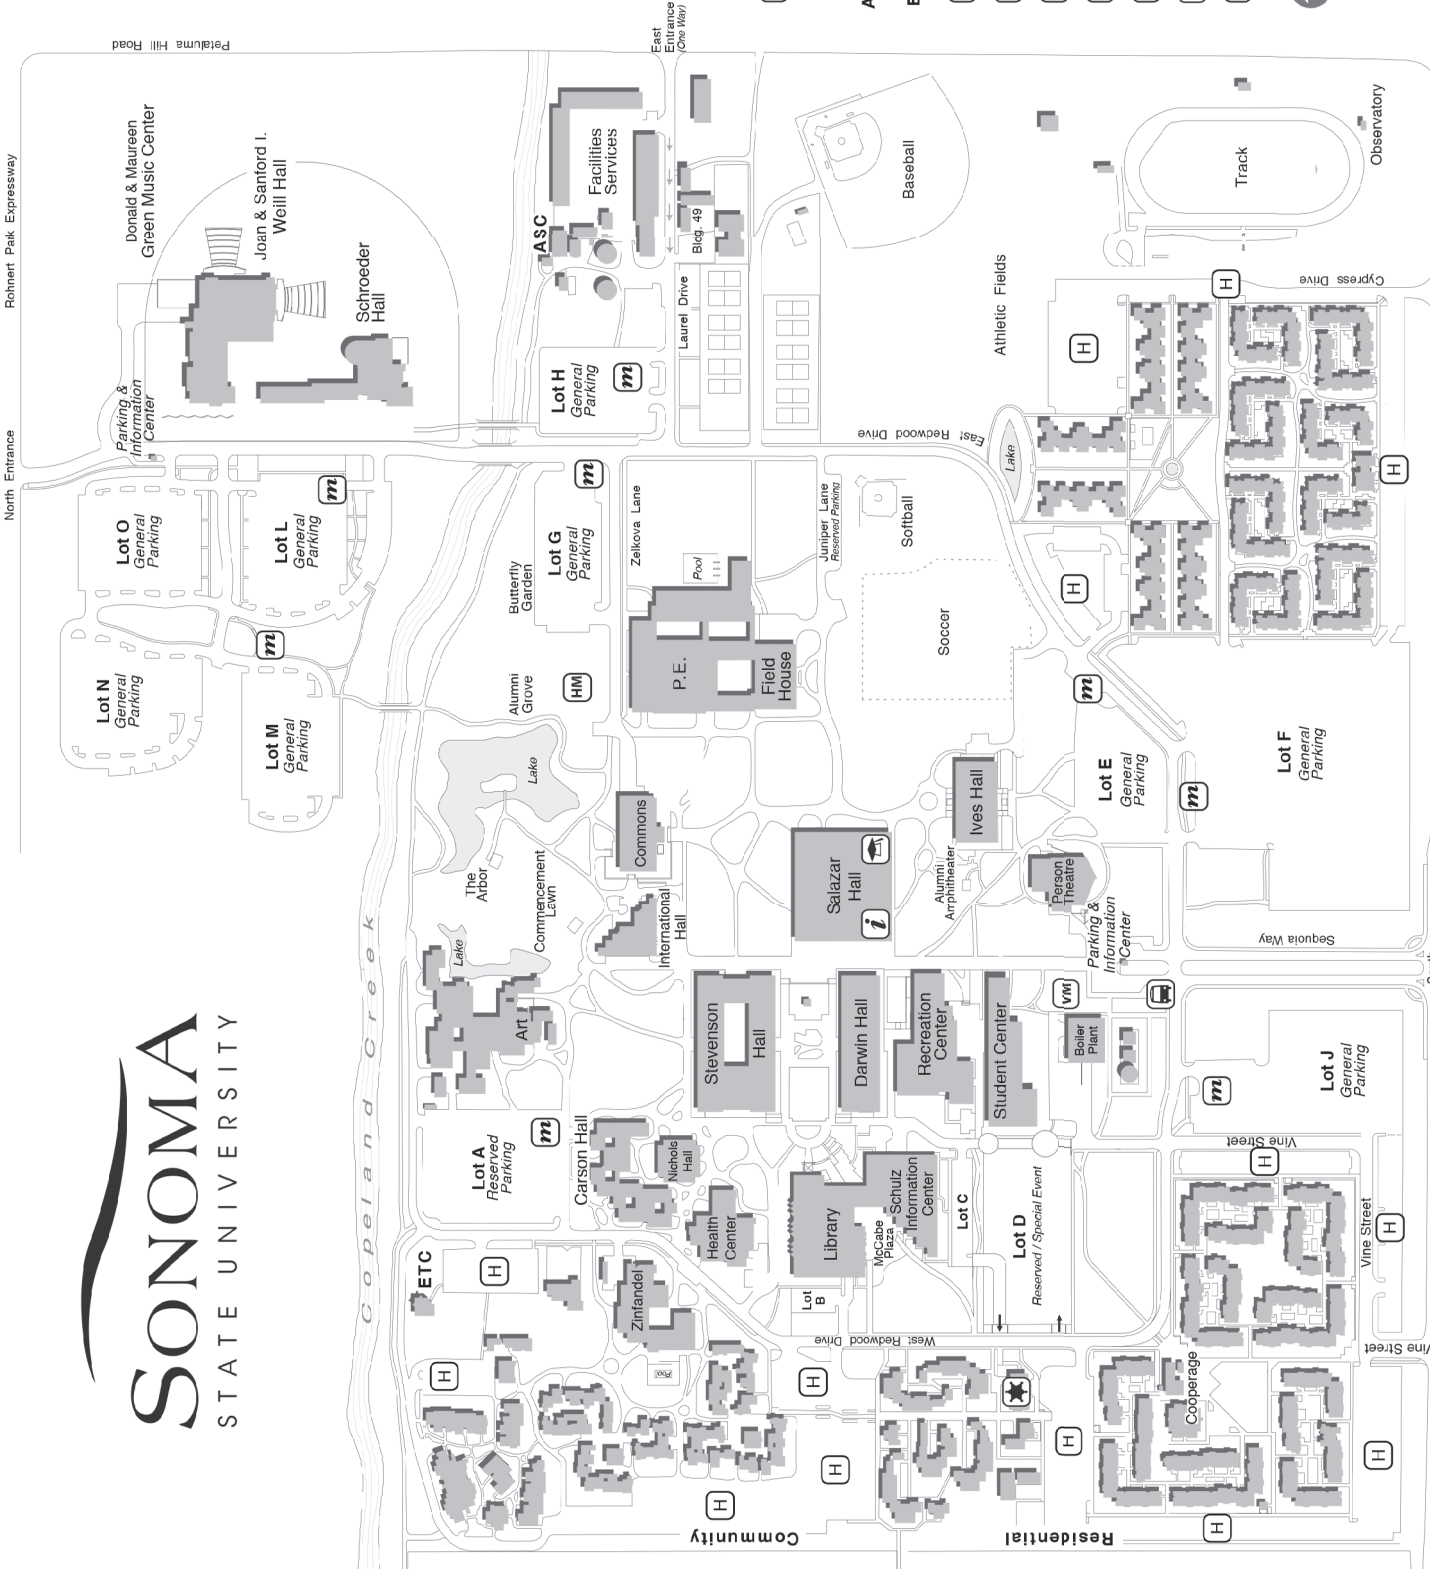 SONOMA
STATE UNIVERSITY
Petaluma Hill Road
Rohnert Park Expressway
North Entrance
East
Entrance
(One Way)
Donald & Maureen
Green Music Center
Joan & Sanford I.
Weill Hall
Schroeder
Hall
Parking &
Information
Center
ASC
Facilities
Services
Bldg. 49
Laurel Drive
Lot H
General
Parking
m
Baseball
Track
Observatory
Athletic Fields
Cypress Drive
H
H
H
H
East Redwood Drive
Lake
Lot O
General
Parking
Lot L
General
Parking
m
Lot N
General
Parking
Lot M
General
Parking
m
Butterfly
Garden
Lot G
General
Parking
m
Zelkova Lane
Juniper Lane
Reserved Parking
Softball
Soccer
Pool
P.E.
Field
House
Alumni
Grove
HM
Lake
The
Arbor
Commencement
Lawn
Commons
International
Hall
Salazar
Hall
i
Ives Hall
Alumni
Amphitheater
Person
Theatre
Parking &
Information
Center
Lot E
General
Parking
m
m
Lot F
General
Parking
Sequoia Way
Copeland Creek
Lake
Art
Stevenson
Hall
Darwin Hall
Recreation
Center
Student Center
VM
Boiler
Plant
Lot J
General
Parking
m
Lot A
Reserved
Parking
m
Carson Hall
Nichols
Hall
Health
Center
Library
Schulz
Information
Center
McCabe
Plaza
Lot C
Lot D
Reserved / Special Event
Lot
B
Vine Street
H
Vine Street
H
Vine Street
ETC
H
Zinfandel
Pool
West Redwood Drive
H
H
H
H
H
H
H
Cooperage
Residential
Community